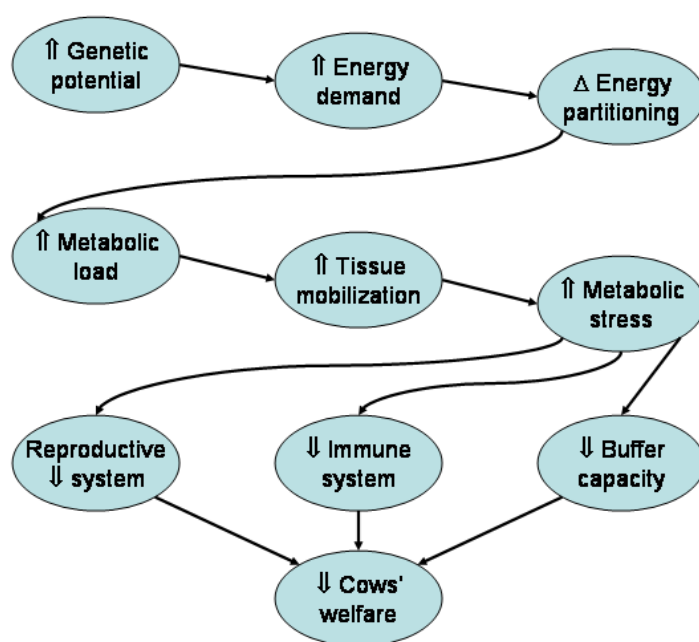 ⇑ Genetic
potential
⇑ Energy
demand
Δ Energy
partitioning
⇑ Metabolic
load
⇑ Tissue
mobilization
⇑ Metabolic
stress
Reproductive
⇓ system
⇓ Immune
system
⇓ Buffer
capacity
⇓ Cows'
welfare